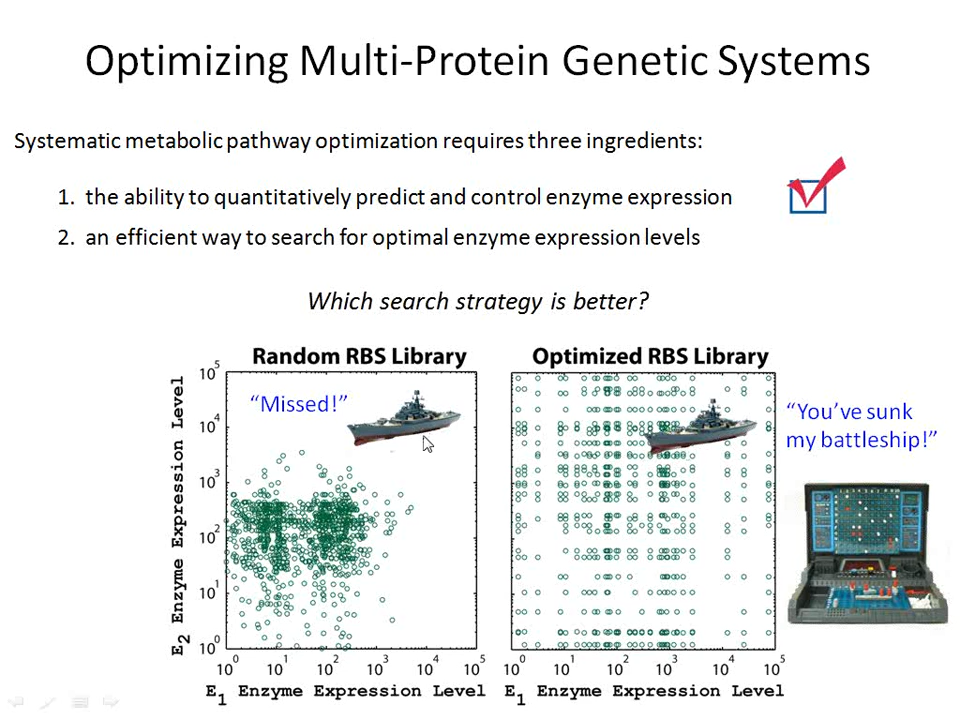 Optimizing Multi-Protein Genetic Systems
Systematic metabolic pathway optimization requires three ingredients:
1. the ability to quantitatively predict and control enzyme expression
2. an efficient way to search for optimal enzyme expression levels
Which search strategy is better?
Random RBS Library
“Missed!”
E2 Enzyme Expression Level
10^5
10^4
10^3
10^2
10^1
10^0
10^0 10^1 10^2 10^3 10^4 10^5
E1 Enzyme Expression Level
Optimized RBS Library
10^0 10^1 10^2 10^3 10^4 10^5
E1 Enzyme Expression Level
“You’ve sunk
my battleship!”